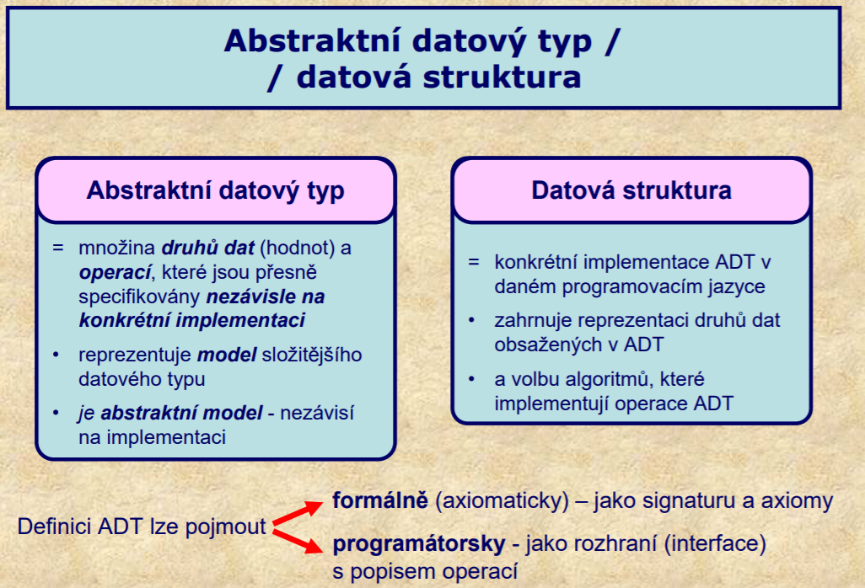 Abstraktní datový typ /
/ datová struktura
Abstraktní datový typ
= množina druhů dat (hodnot) a
operací, které jsou přesně
specifikovány nezávisle na
konkrétní implementaci
• reprezentuje model složitějšího
datového typu
• je abstraktní model - nezávisí
na implementaci
Datová struktura
= konkrétní implementace ADT v
daném programovacím jazyce
• zahrnuje reprezentaci druhů dat
obsažených v ADT
• a volbu algoritmů, které
implementují operace ADT
Definici ADT lze pojmout
formálně (axiomaticky) – jako signaturu a axiomy
programátorsky - jako rozhraní (interface)
s popisem operací